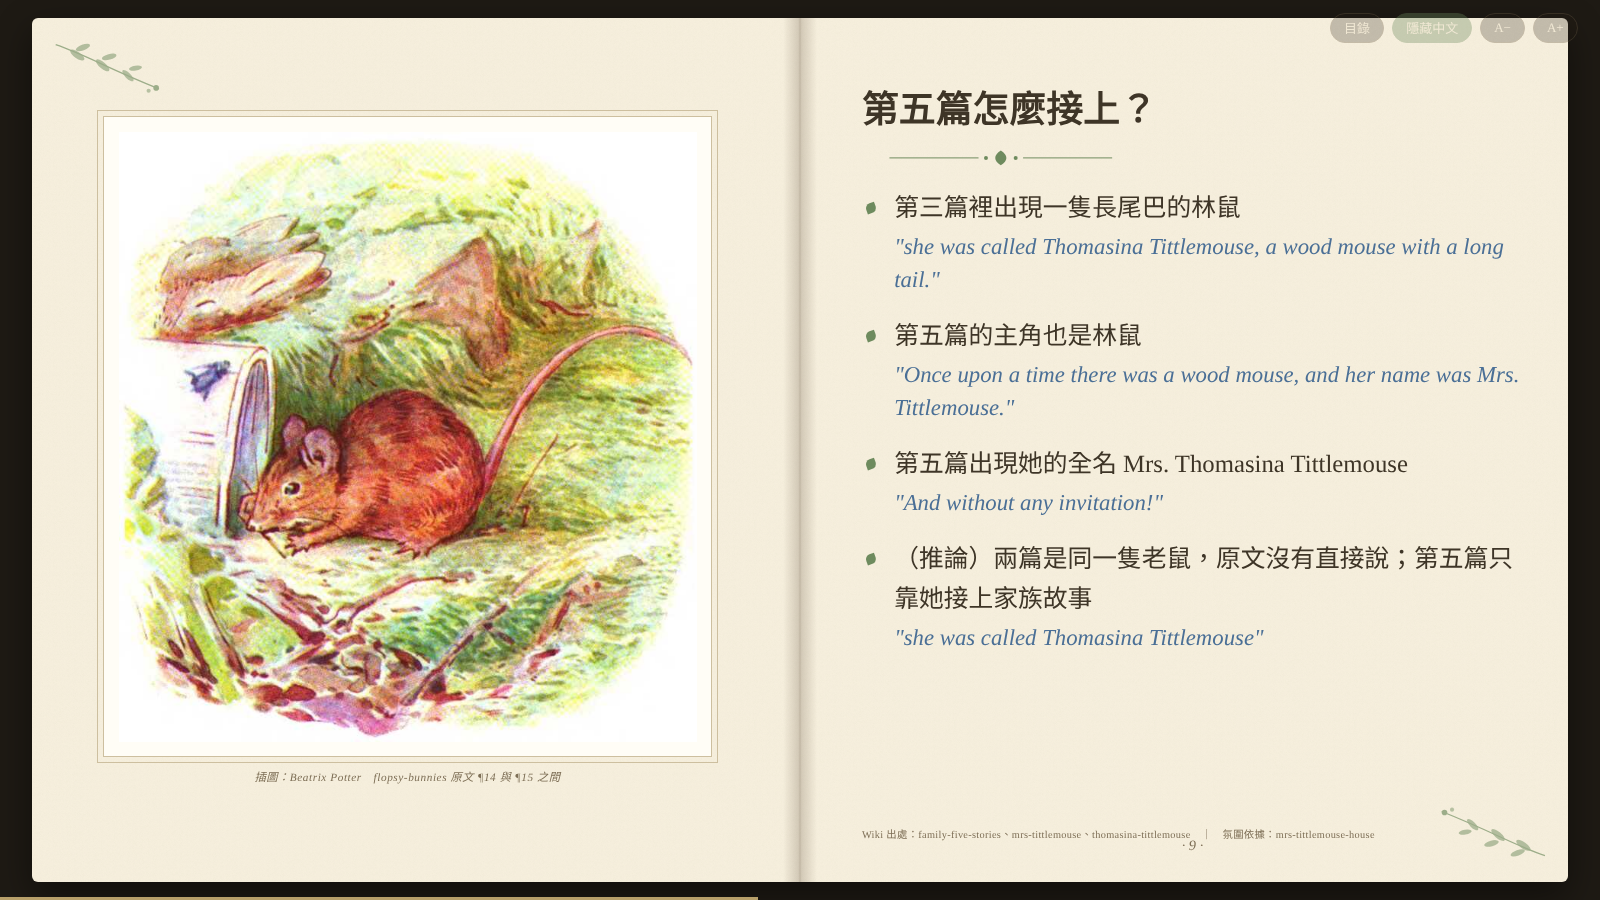 目錄
隱藏中文
A−
A+
第五篇怎麼接上？
第三篇裡出現一隻長尾巴的林鼠
"she was called Thomasina Tittlemouse, a wood mouse with a long
tail."
第五篇的主角也是林鼠
"Once upon a time there was a wood mouse, and her name was Mrs.
Tittlemouse."
第五篇出現她的全名 Mrs. Thomasina Tittlemouse
"And without any invitation!"
（推論）兩篇是同一隻老鼠，原文沒有直接說；第五篇只
靠她接上家族故事
"she was called Thomasina Tittlemouse"
插圖：Beatrix Potter flopsy-bunnies 原文 ¶14 與 ¶15 之間
Wiki 出處：family-five-stories、mrs-tittlemouse、thomasina-tittlemouse ｜ 氛圍依據：mrs-tittlemouse-house
· 9 ·